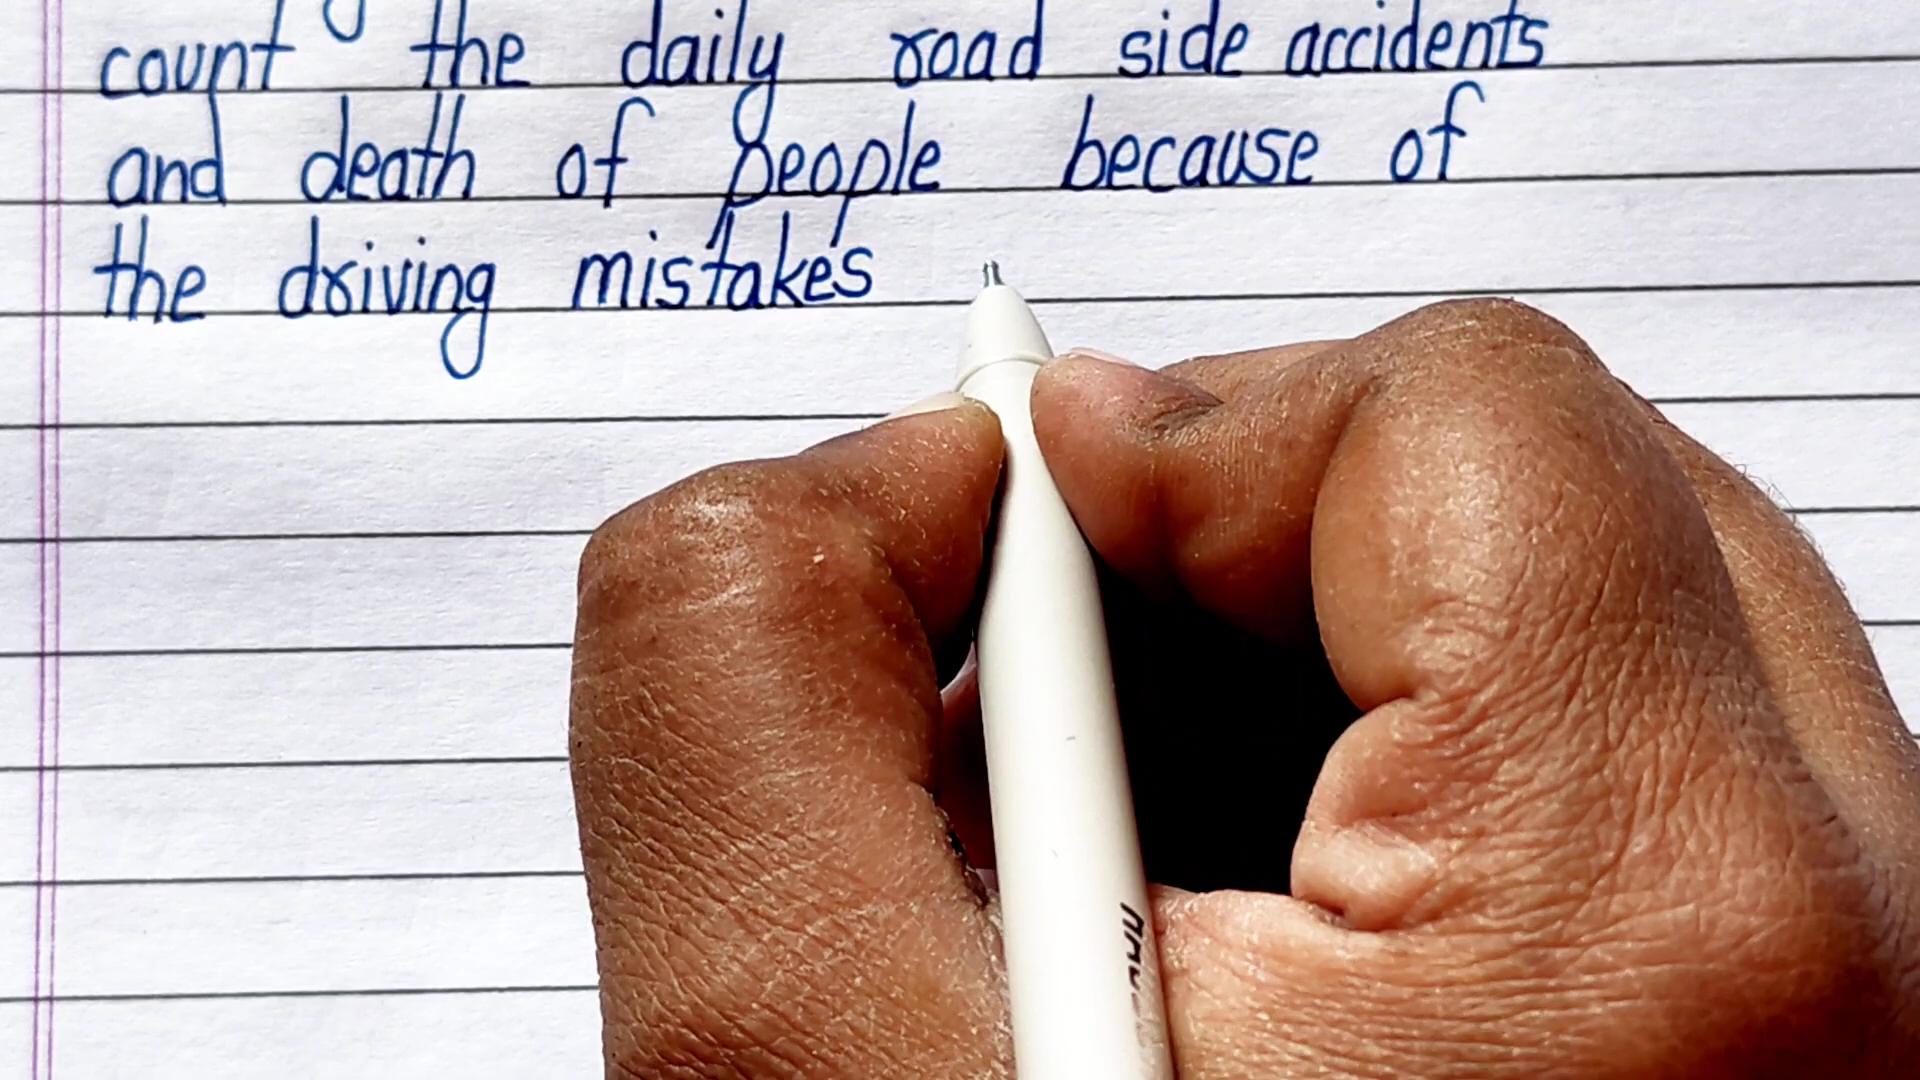 count the daily road side accidents
and death of people because of
the driving mistakes